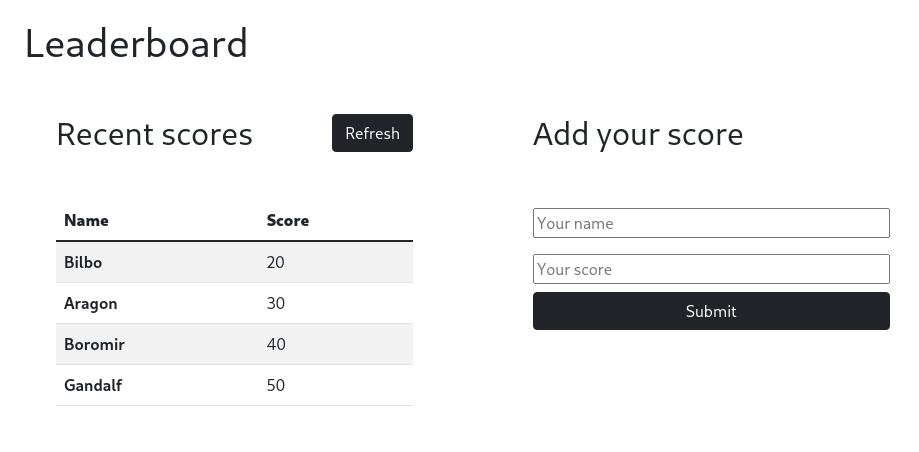 Leaderboard
Recent scores
Refresh
Name Score
Bilbo 20
Aragon 30
Boromir 40
Gandalf 50
Add your score
Your name
Your score
Submit